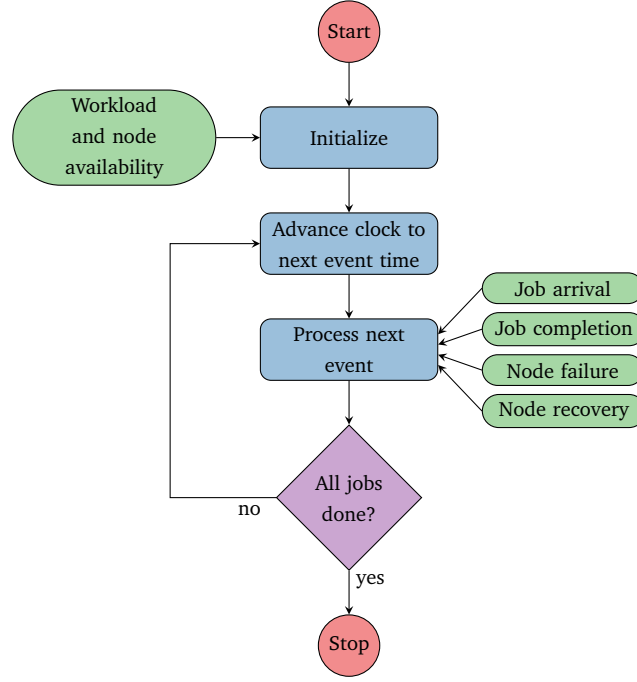 Start
Workload
and node
availability
Initialize
Advance clock to
next event time
Process next
event
Job arrival
Job completion
Node failure
Node recovery
All jobs
done?
no
yes
Stop